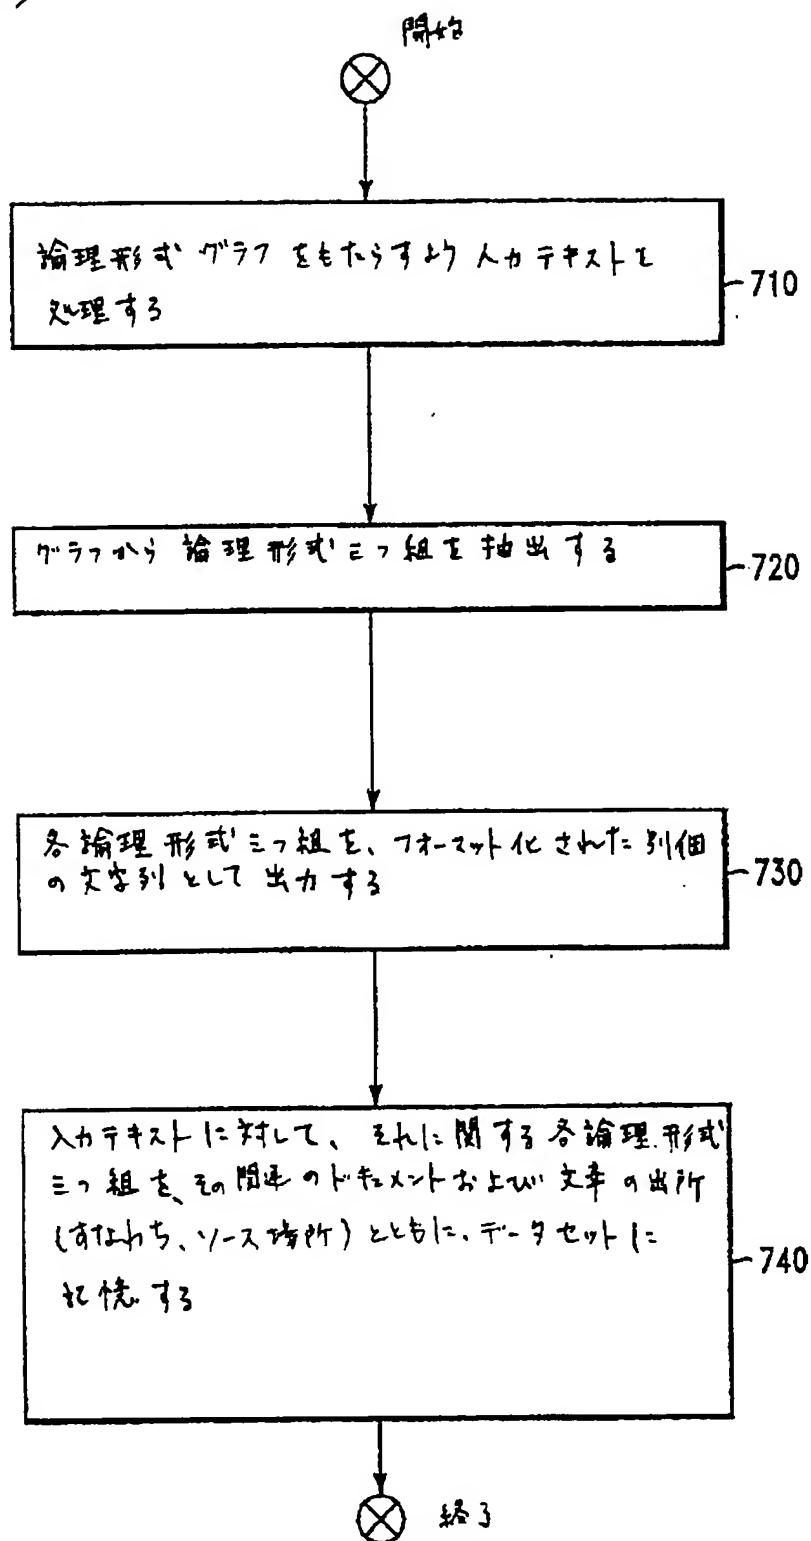 開始
論理形式グラフをもたらすよう入力テキストを
処理する
710
グラフから論理形式三つ組を抽出する
720
各論理形式三つ組を、フォーマット化された別個
の文字列として出力する
730
入力テキストに対して、それに関する各論理形式
三つ組を、その関連のドキュメントおよび文章の出所
(すなわち、ソース場所)とともに、データセットに
記憶する
740
終了